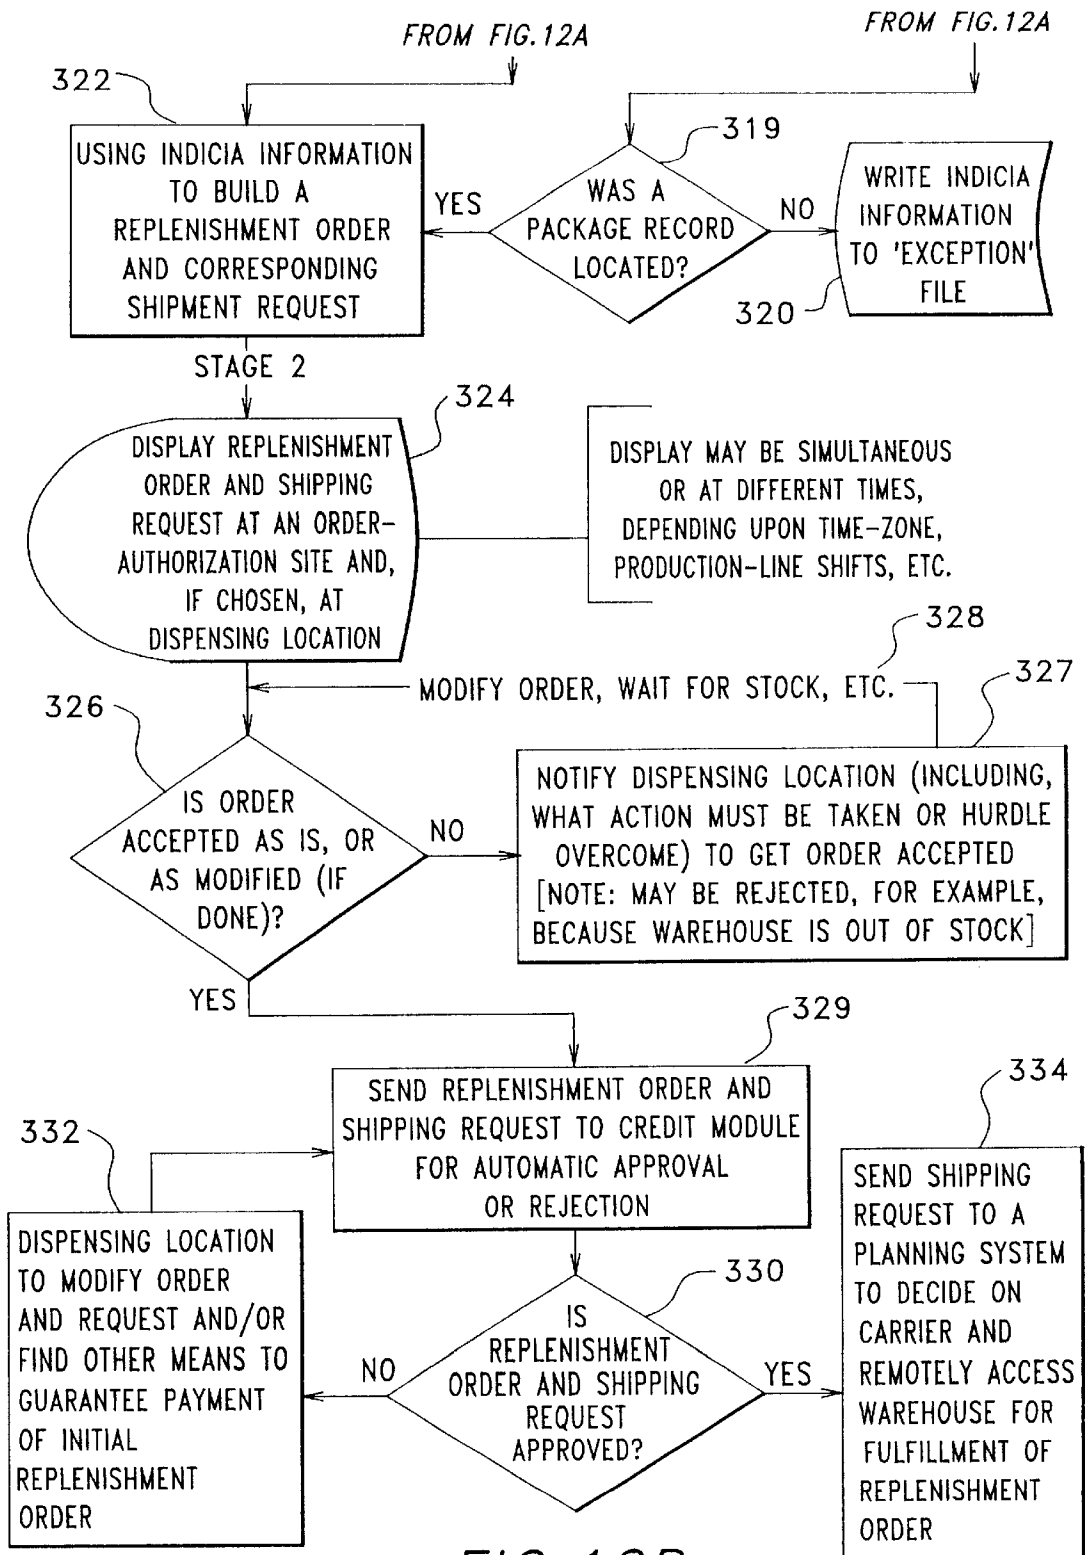 FROM FIG.12A
FROM FIG.12A
322
USING INDICIA INFORMATION
TO BUILD A
REPLENISHMENT ORDER
AND CORRESPONDING
SHIPMENT REQUEST
YES
319
WAS A
PACKAGE RECORD
LOCATED?
NO
WRITE INDICIA
INFORMATION
TO 'EXCEPTION'
FILE
320
STAGE 2
324
DISPLAY REPLENISHMENT
ORDER AND SHIPPING
REQUEST AT AN ORDER-
AUTHORIZATION SITE AND,
IF CHOSEN, AT
DISPENSING LOCATION
DISPLAY MAY BE SIMULTANEOUS
OR AT DIFFERENT TIMES,
DEPENDING UPON TIME-ZONE,
PRODUCTION-LINE SHIFTS, ETC.
328
MODIFY ORDER, WAIT FOR STOCK, ETC.
327
326
IS ORDER
ACCEPTED AS IS, OR
AS MODIFIED (IF
DONE)?
NO
NOTIFY DISPENSING LOCATION (INCLUDING,
WHAT ACTION MUST BE TAKEN OR HURDLE
OVERCOME) TO GET ORDER ACCEPTED
[NOTE: MAY BE REJECTED, FOR EXAMPLE,
BECAUSE WAREHOUSE IS OUT OF STOCK]
YES
329
SEND REPLENISHMENT ORDER AND
SHIPPING REQUEST TO CREDIT MODULE
FOR AUTOMATIC APPROVAL
OR REJECTION
332
DISPENSING LOCATION
TO MODIFY ORDER
AND REQUEST AND/OR
FIND OTHER MEANS TO
GUARANTEE PAYMENT
OF INITIAL
REPLENISHMENT
ORDER
NO
330
IS
REPLENISHMENT
ORDER AND SHIPPING
REQUEST
APPROVED?
YES
334
SEND SHIPPING
REQUEST TO A
PLANNING SYSTEM
TO DECIDE ON
CARRIER AND
REMOTELY ACCESS
WAREHOUSE FOR
FULFILLMENT OF
REPLENISHMENT
ORDER